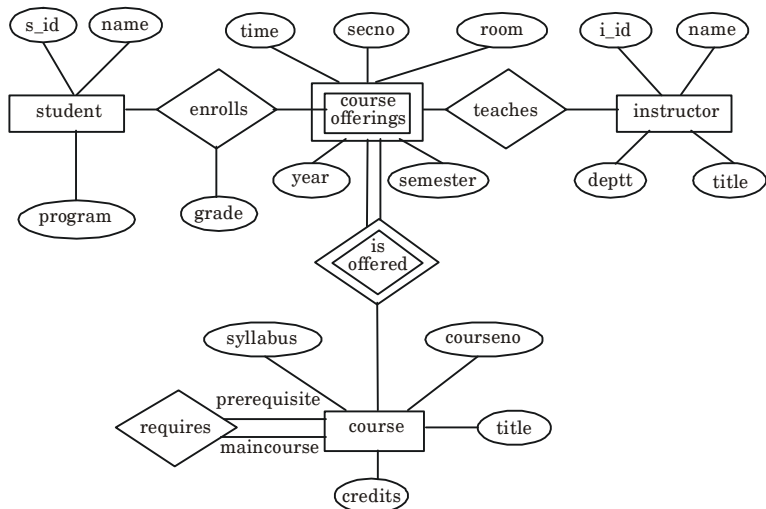 s_id
name
time
secno
room
i_id
name
student
enrolls
course
offerings
teaches
instructor
program
grade
year
semester
deptt
title
is
offered
syllabus
courseno
prerequisite
requires
maincourse
course
title
credits